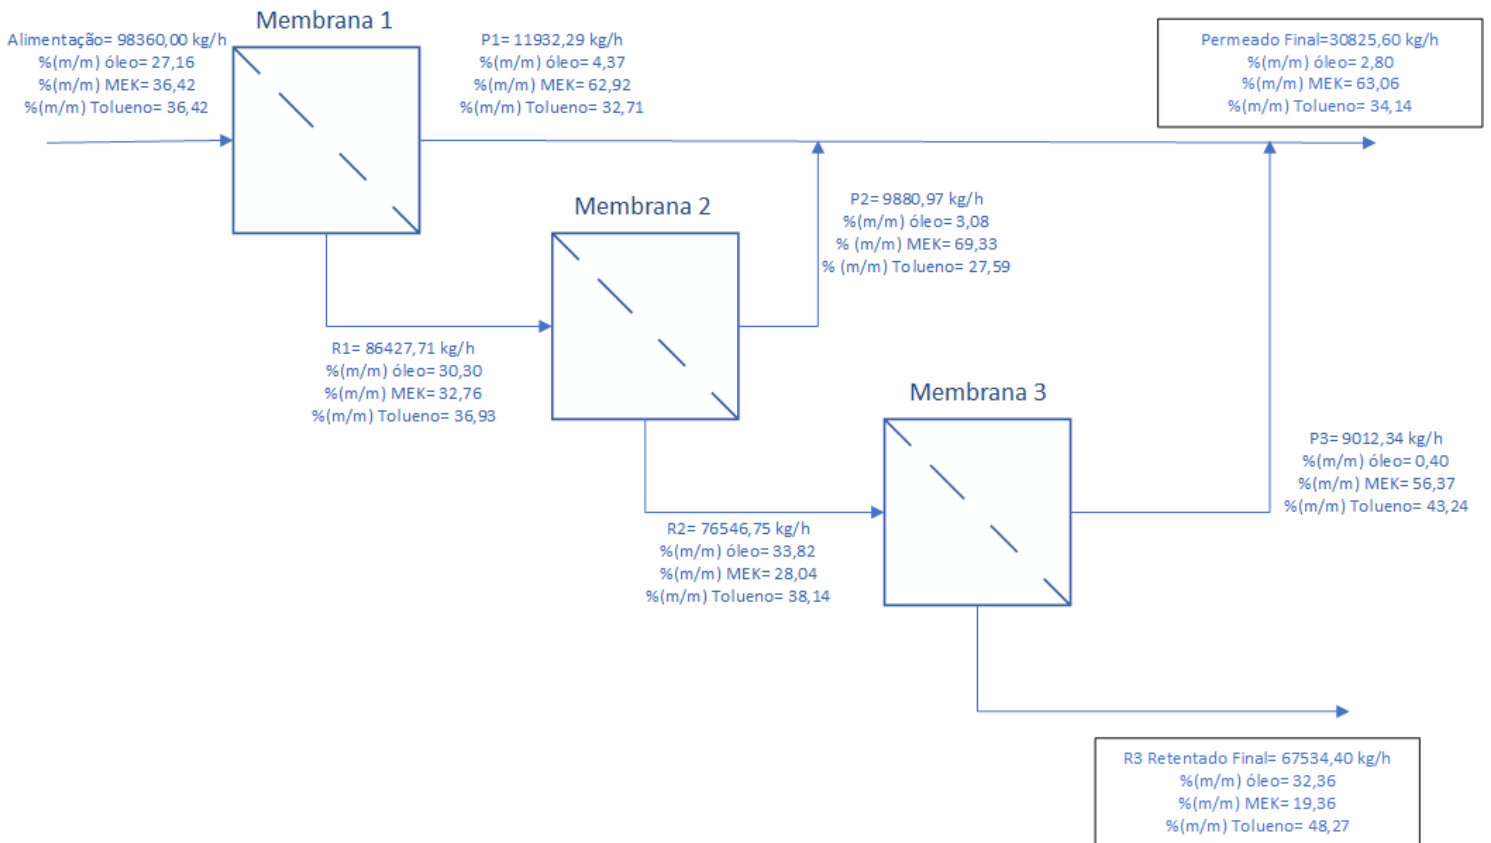 Membrana 1
Alimentação= 98360,00 kg/h
%(m/m) óleo= 27,16
%(m/m) MEK= 36,42
%(m/m) Tolueno= 36,42
P1= 11932,29 kg/h
%(m/m) óleo= 4,37
%(m/m) MEK= 62,92
%(m/m) Tolueno= 32,71
Permeado Final=30825,60 kg/h
%(m/m) óleo= 2,80
%(m/m) MEK= 63,06
%(m/m) Tolueno= 34,14
Membrana 2
P2= 9880,97 kg/h
%(m/m) óleo= 3,08
% (m/m) MEK= 69,33
% (m/m) Tolueno= 27,59
R1= 86427,71 kg/h
%(m/m) óleo= 30,30
%(m/m) MEK= 32,76
%(m/m) Tolueno= 36,93
Membrana 3
P3= 9012,34 kg/h
%(m/m) óleo= 0,40
%(m/m) MEK= 56,37
%(m/m) Tolueno= 43,24
R2= 76546,75 kg/h
%(m/m) óleo= 33,82
%(m/m) MEK= 28,04
%(m/m) Tolueno= 38,14
R3 Retentado Final= 67534,40 kg/h
%(m/m) óleo= 32,36
%(m/m) MEK= 19,36
%(m/m) Tolueno= 48,27